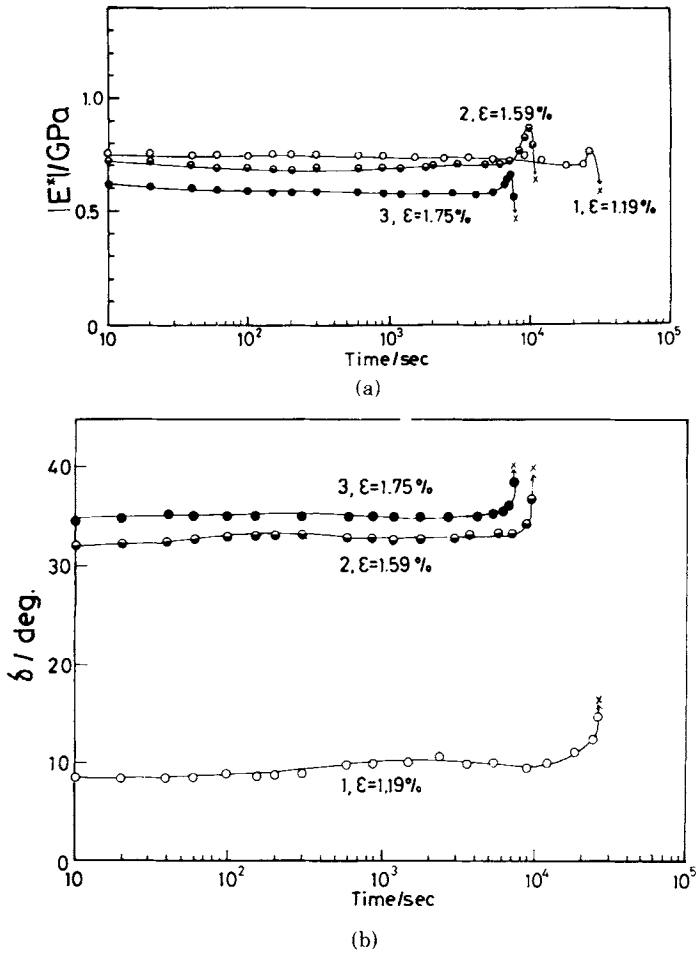 |E*|/GPa
1.0
0.5
0
2, ε=1.59%
1, ε=1.19%
3, ε=1.75%
10 10² 10³ 10⁴ 10⁵
Time/sec
(a)
δ / deg.
40
30
20
10
0
3, ε=1.75%
2, ε=1.59%
1, ε=1.19%
10 10² 10³ 10⁴ 10⁵
Time/sec
(b)